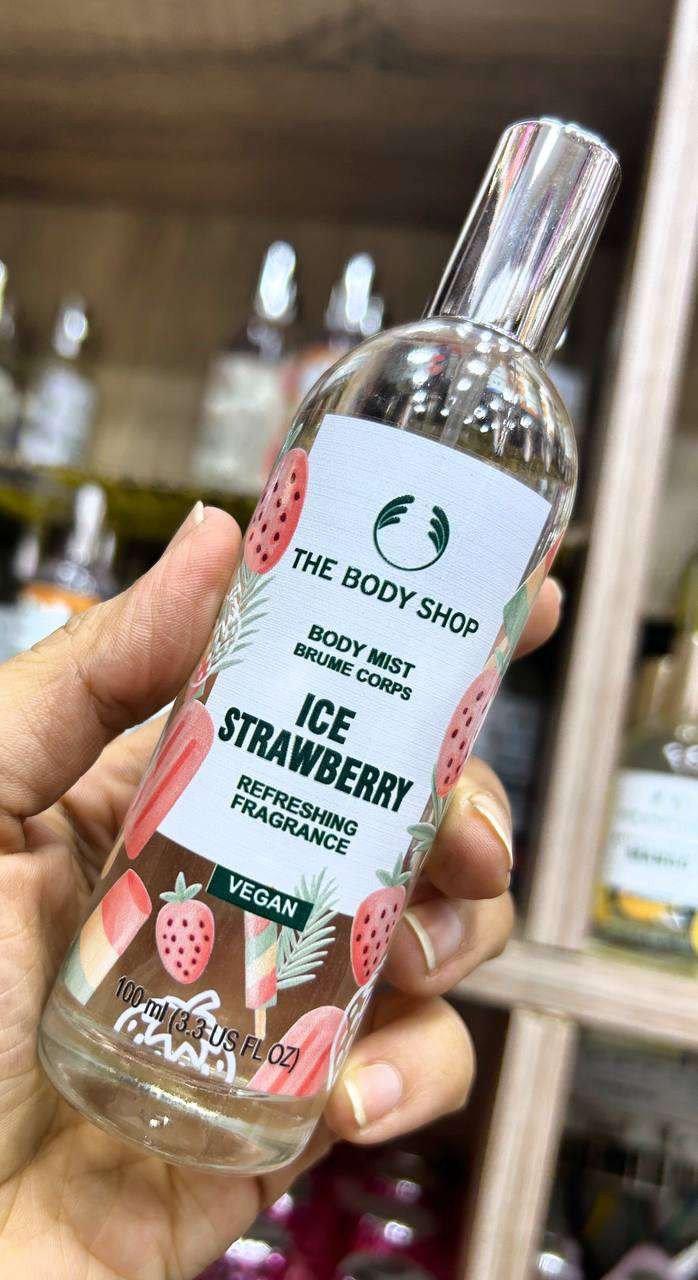 THE BODY SHOP
BODY MIST
BRUME CORPS
ICE
STRAWBERRY
REFRESHING
FRAGRANCE
VEGAN
100 ml (3.3 US FL OZ)